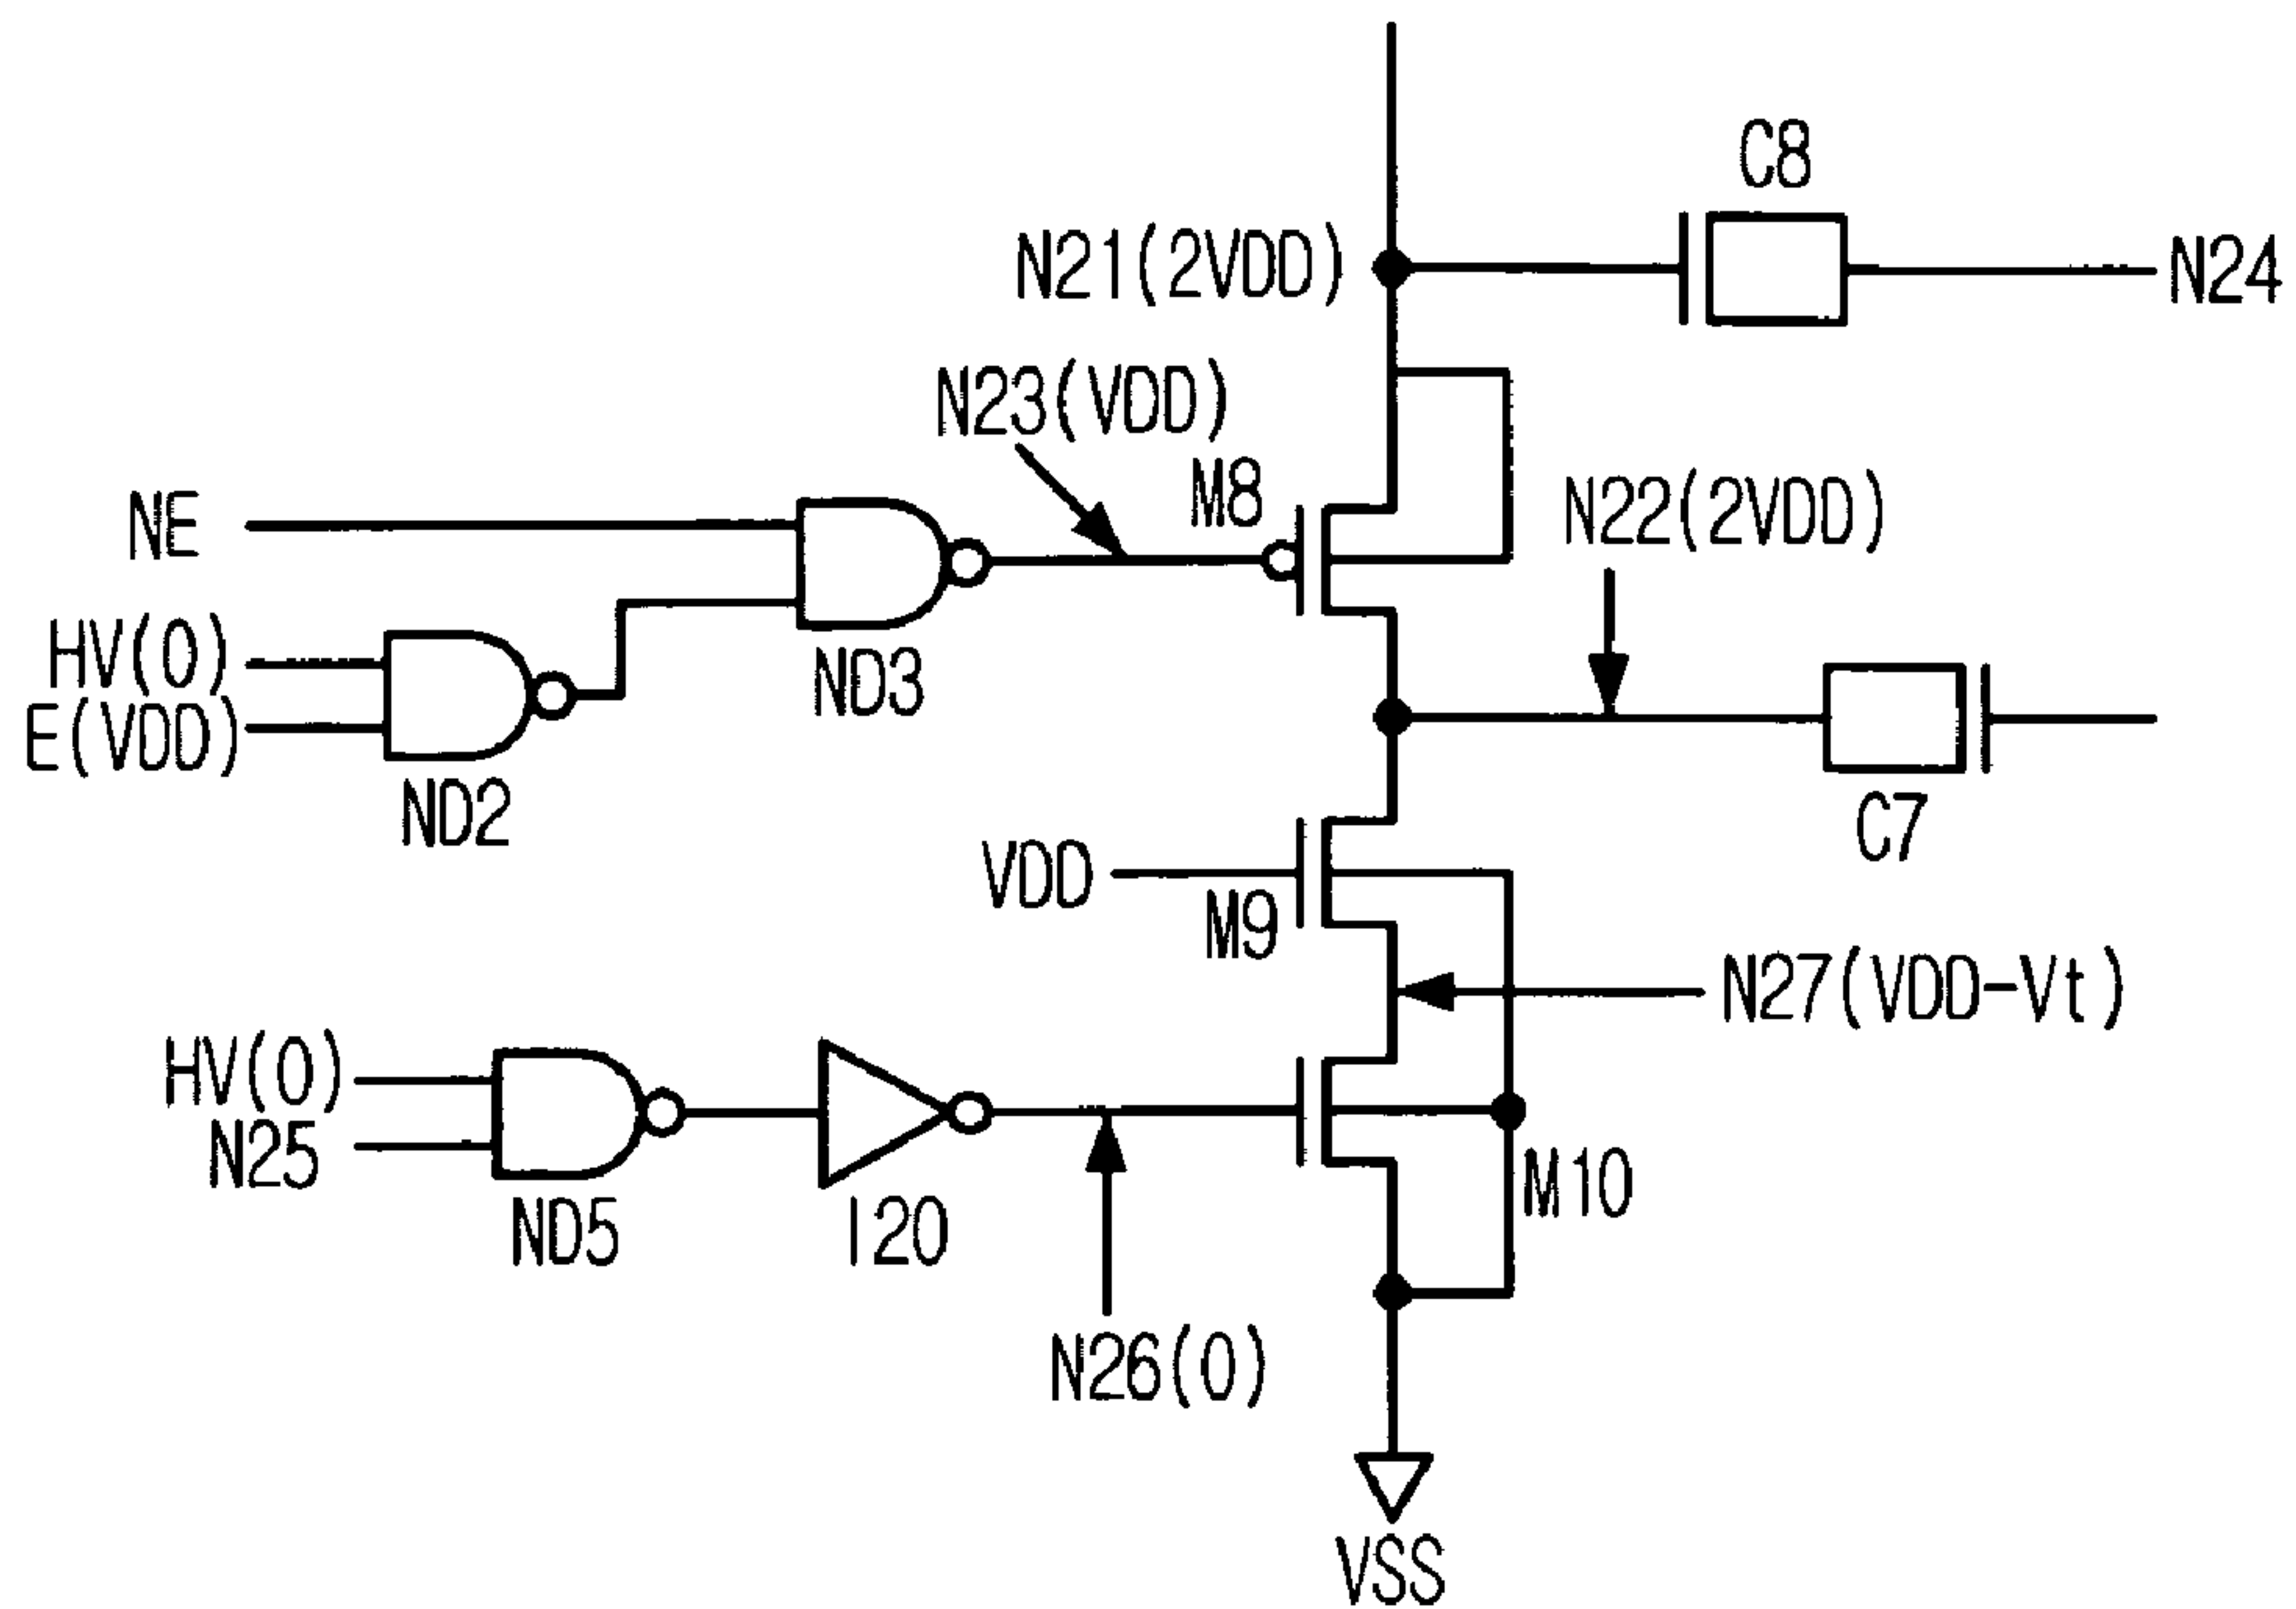 C8
N21(2VDD)
N24
N23(VDD)
M8
N22(2VDD)
NE
HV(0)
ND3
E(VDD)
ND2
C7
VDD
M9
N27(VDD-Vt)
HV(0)
N25
M10
ND5
I20
N26(0)
VSS